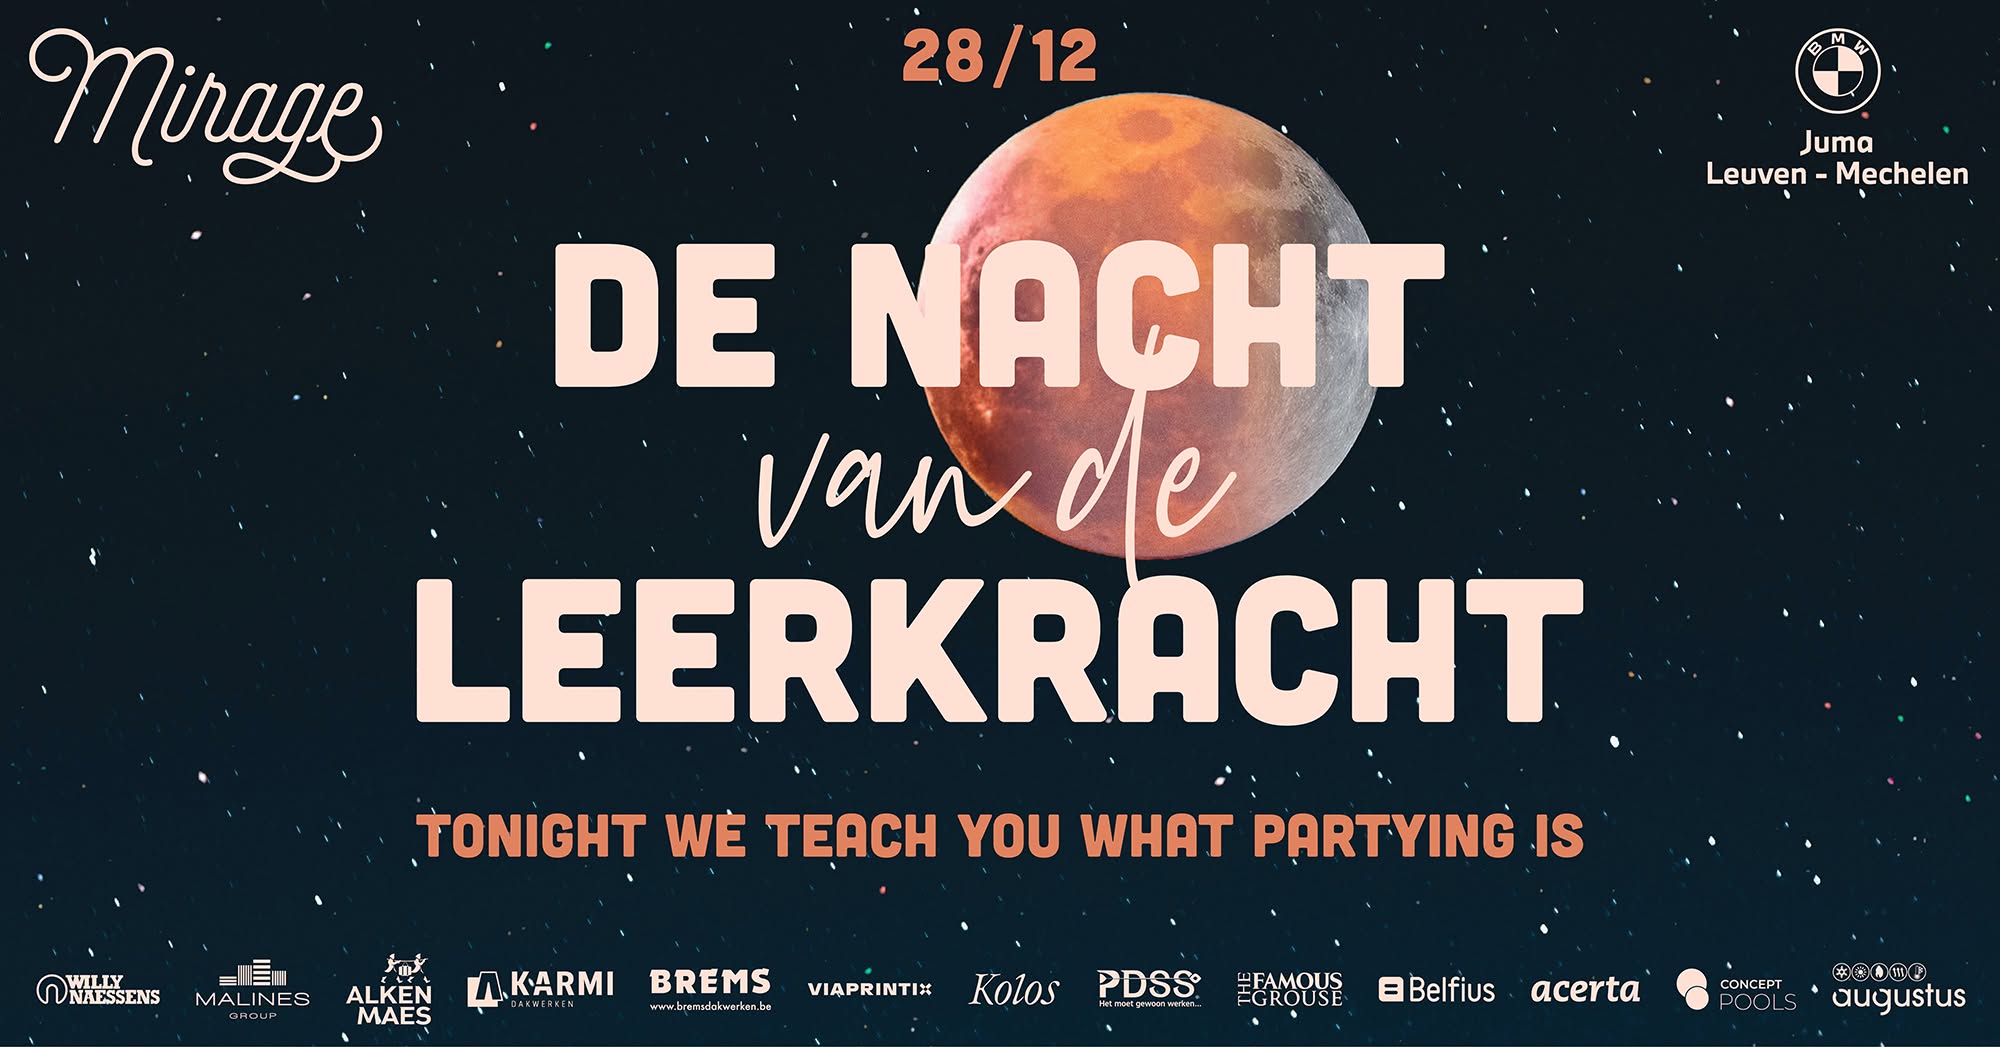 Mirage
28/12
BMW
Juma
Leuven - Mechelen
DE NACHT
van de
LEERKRACHT
TONIGHT WE TEACH YOU WHAT PARTYING IS
WILLY
NAESSENS
MALINES
GROUP
ALKEN
MAES
KARMI
DAKWERKEN
BREMS
www.bremsdakwerken.be
VIAPRINTIX
Kolos
PDSS
Het moet gewoon werken...
THE FAMOUS
GROUSE
Belfius
acerta
CONCEPT
POOLS
augustus